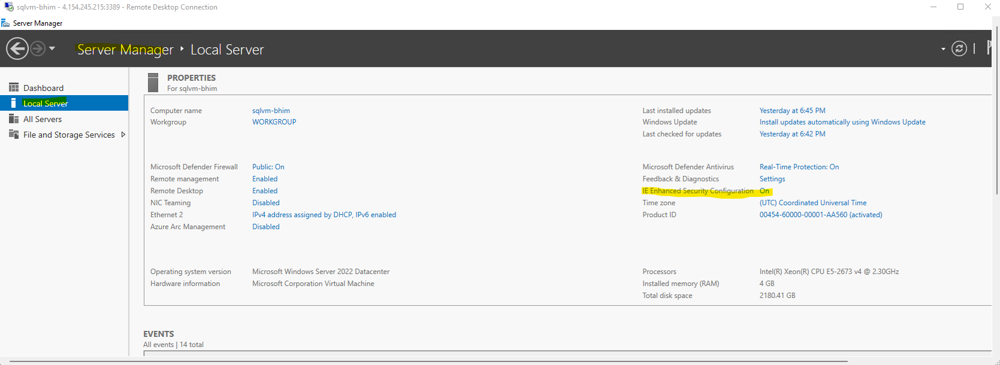 sqlvm-bhim - 4.154.245.215:3389 - Remote Desktop Connection
Server Manager
Server Manager ‣ Local Server
Dashboard
Local Server
All Servers
File and Storage Services
PROPERTIES
For sqlvm-bhim
Computer name sqlvm-bhim
Workgroup WORKGROUP
Last installed updates Yesterday at 6:45 PM
Windows Update Install updates automatically using Windows Update
Last checked for updates Yesterday at 6:42 PM
Microsoft Defender Firewall Public: On
Remote management Enabled
Remote Desktop Enabled
NIC Teaming Disabled
Ethernet 2 IPv4 address assigned by DHCP, IPv6 enabled
Azure Arc Management Disabled
Microsoft Defender Antivirus Real-Time Protection: On
Feedback & Diagnostics Settings
IE Enhanced Security Configuration On
Time zone (UTC) Coordinated Universal Time
Product ID 00454-60000-00001-AA560 (activated)
Operating system version Microsoft Windows Server 2022 Datacenter
Hardware information Microsoft Corporation Virtual Machine
Processors Intel(R) Xeon(R) CPU E5-2673 v4 @ 2.30GHz
Installed memory (RAM) 4 GB
Total disk space 2180.41 GB
EVENTS
All events | 14 total